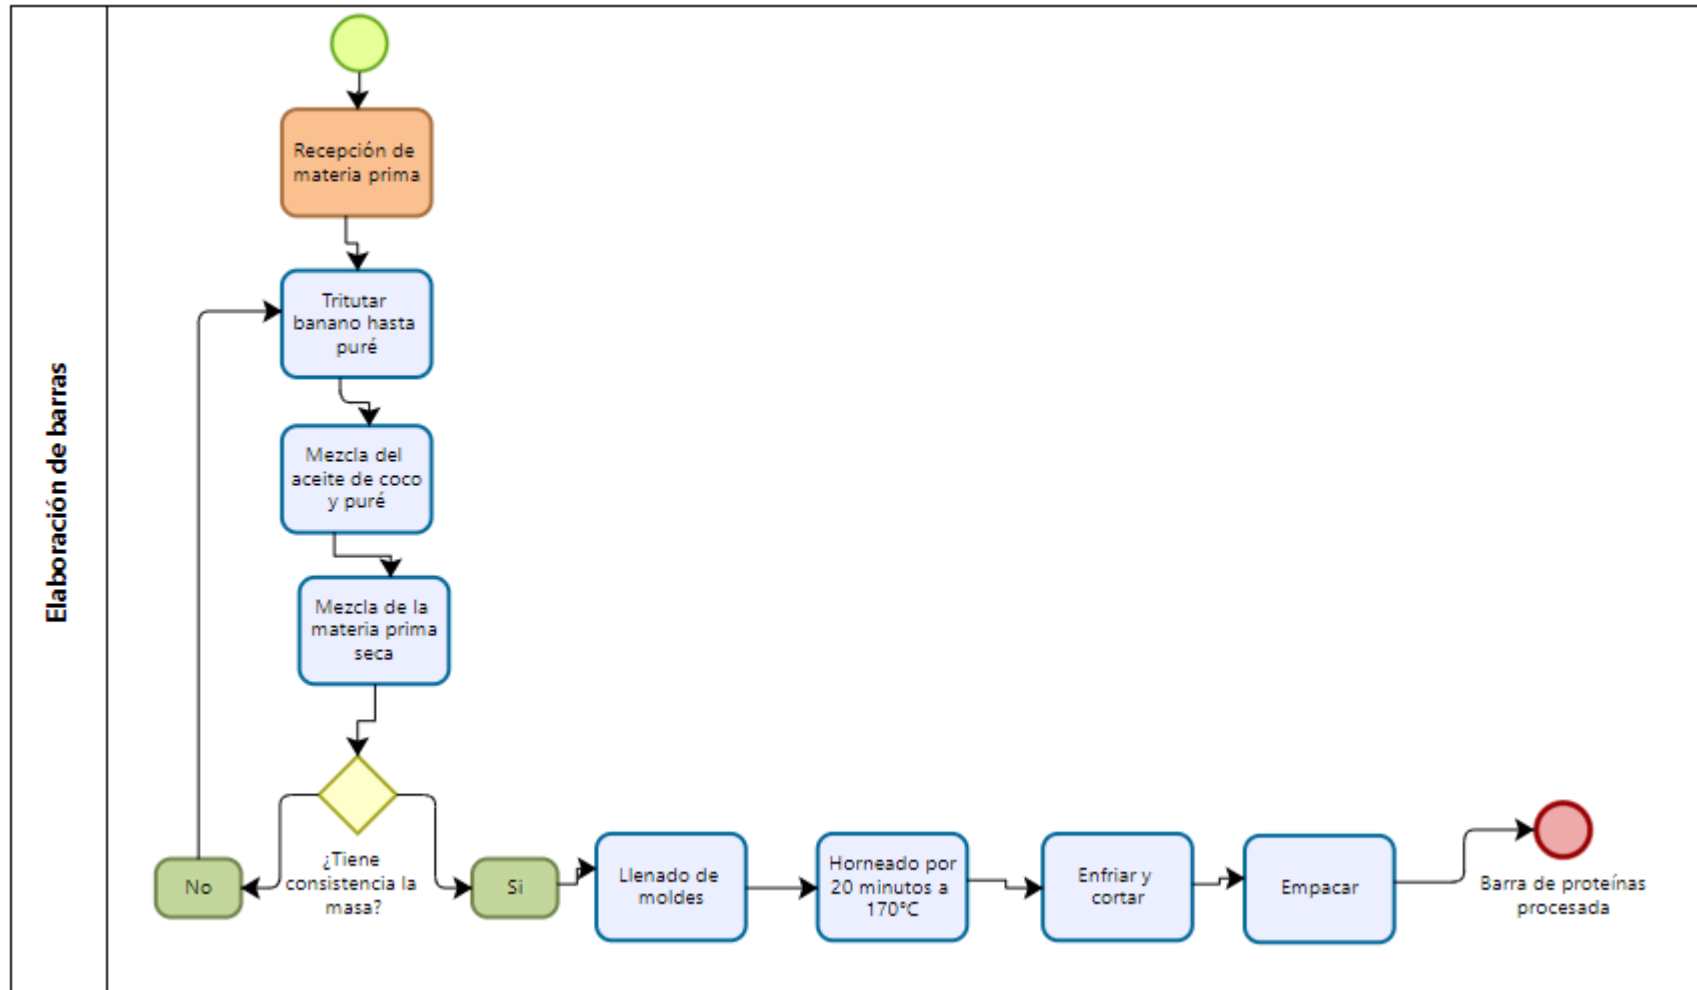 Elaboración de barras
Recepción de
materia prima
Tritutar
banano hasta
puré
Mezcla del
aceite de coco
y puré
Mezcla de la
materia prima
seca
¿Tiene
consistencia la
masa?
No
Si
Llenado de
moldes
Horneado por
20 minutos a
170°C
Enfriar y
cortar
Empacar
Barra de proteínas
procesada